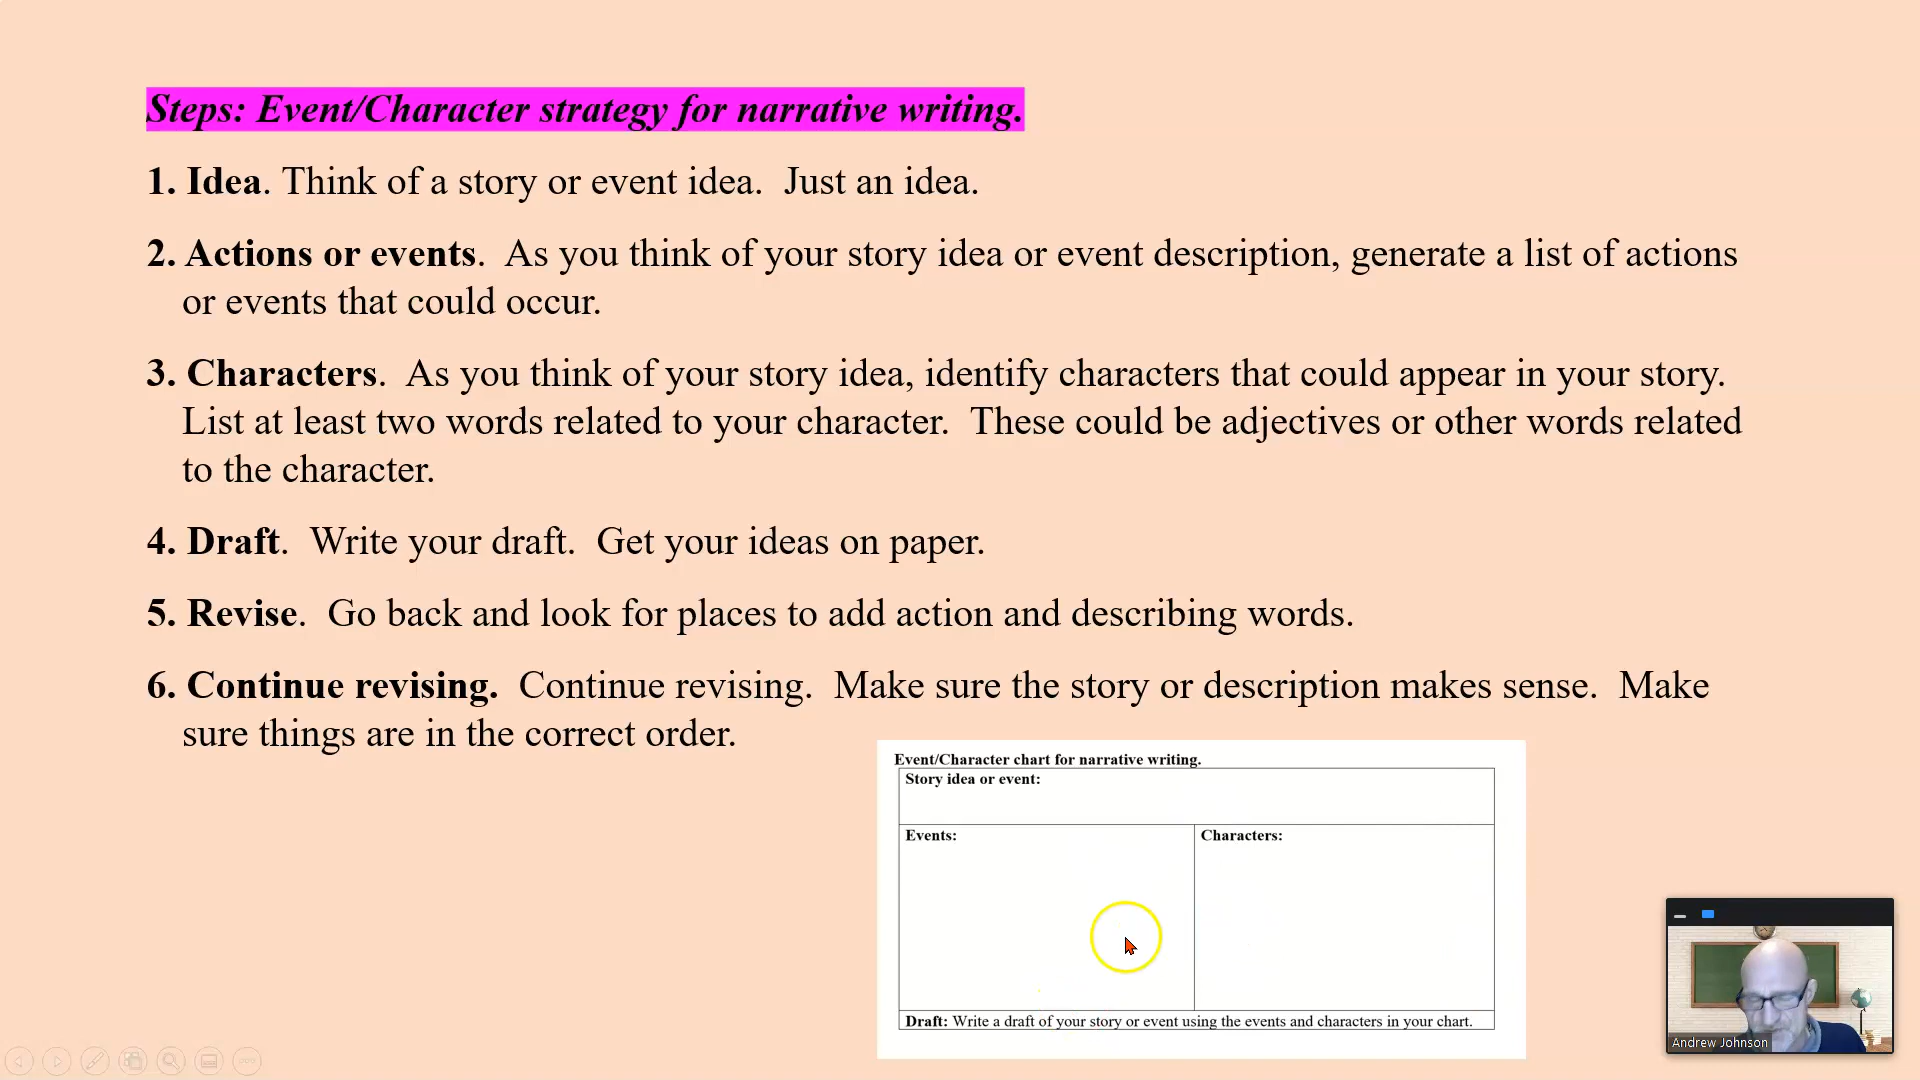 Steps: Event/Character strategy for narrative writing.
1. Idea. Think of a story or event idea.  Just an idea.
2. Actions or events.  As you think of your story idea or event description, generate a list of actions
or events that could occur.
3. Characters.  As you think of your story idea, identify characters that could appear in your story.
List at least two words related to your character.  These could be adjectives or other words related
to the character.
4. Draft.  Write your draft.  Get your ideas on paper.
5. Revise.  Go back and look for places to add action and describing words.
6. Continue revising.  Continue revising.  Make sure the story or description makes sense.  Make
sure things are in the correct order.
Event/Character chart for narrative writing.
Story idea or event:
Events:
Characters:
Draft: Write a draft of your story or event using the events and characters in your chart.
Andrew Johnson